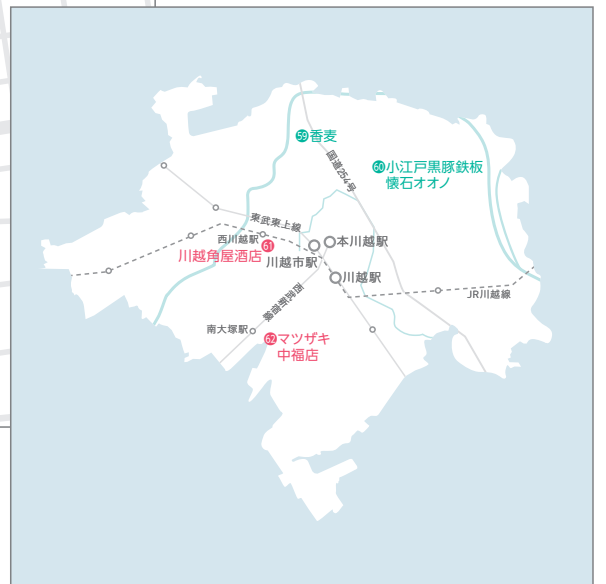 59香麦
国道254号
60小江戸黒豚鉄板
懐石オオノ
東武東上線
西川越駅
61
川越角屋酒店
川越市駅
本川越駅
川越駅
JR川越線
西武新宿線
南大塚駅
62マツザキ
中福店